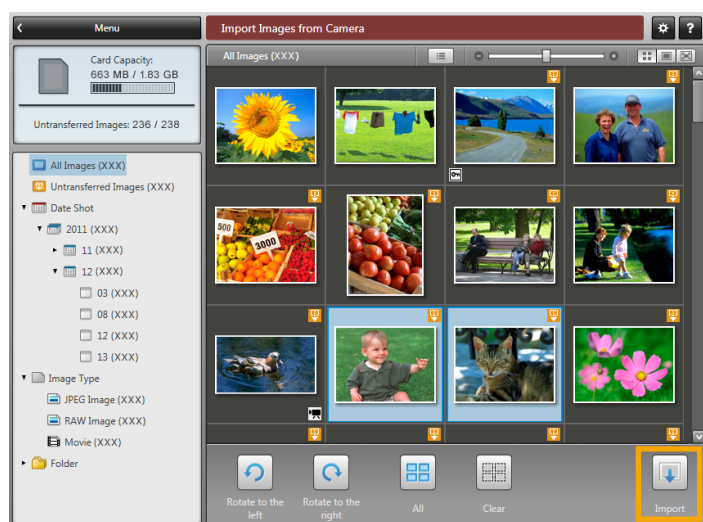 Menu
Import Images from Camera
?
Card Capacity:
663 MB / 1.83 GB
Untransferred Images: 236 / 238
All Images (XXX)
All Images (XXX)
Untransferred Images (XXX)
Date Shot
2011 (XXX)
11 (XXX)
12 (XXX)
03 (XXX)
08 (XXX)
12 (XXX)
13 (XXX)
Image Type
JPEG Image (XXX)
RAW Image (XXX)
Movie (XXX)
Folder
500
3000
Rotate to the
left
Rotate to the
right
All
Clear
Import